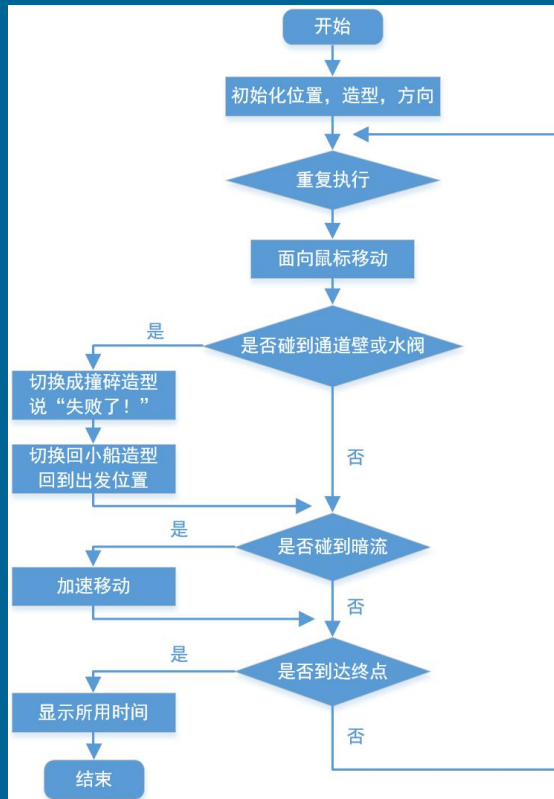 开始
初始化位置，造型，方向
重复执行
面向鼠标移动
是
是否碰到通道壁或水阀
切换成撞碎造型
说“失败了！”
切换回小船造型
回到出发位置
否
是
是否碰到暗流
加速移动
否
是
是否到达终点
显示所用时间
否
结束